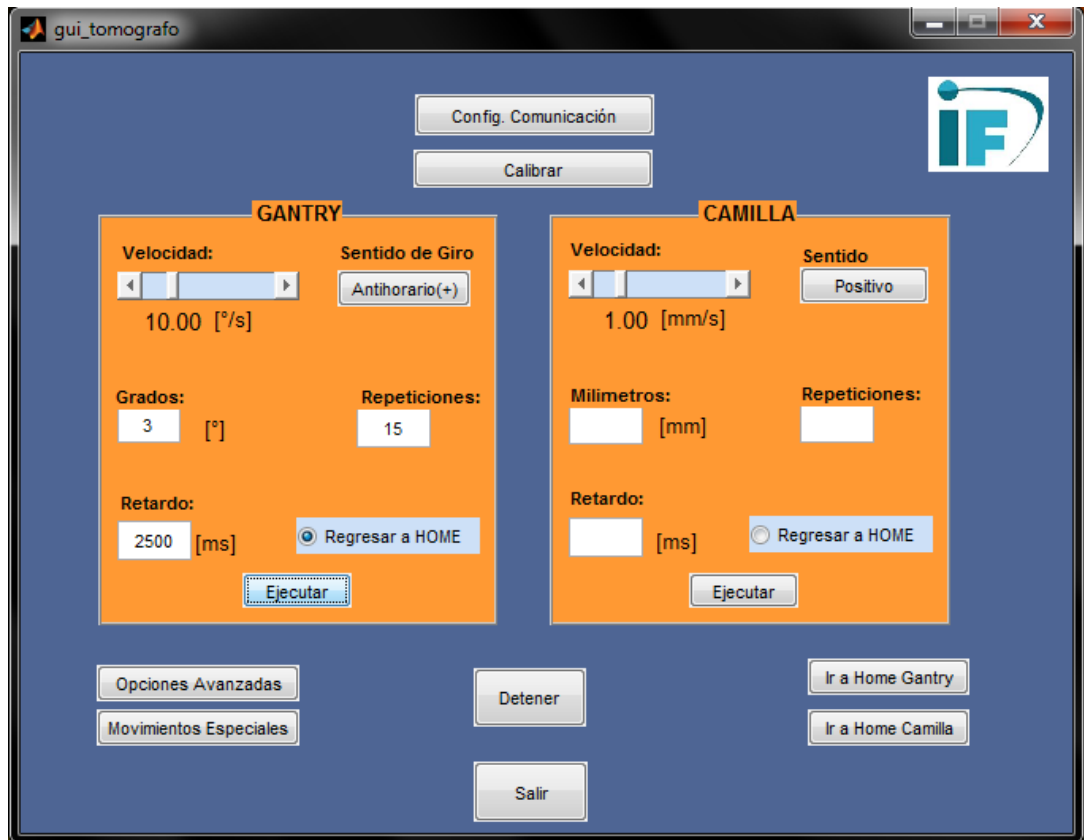 gui_tomografo
Config. Comunicación
Calibrar
iF
GANTRY
Velocidad:
Sentido de Giro
Antihorario(+)
10.00 [°/s]
Grados:
Repeticiones:
3 [°]
15
Retardo:
2500 [ms]
Regresar a HOME
Ejecutar
CAMILLA
Velocidad:
Sentido
Positivo
1.00 [mm/s]
Milimetros:
Repeticiones:
[mm]
Retardo:
[ms]
Regresar a HOME
Ejecutar
Opciones Avanzadas
Movimientos Especiales
Detener
Salir
Ir a Home Gantry
Ir a Home Camilla